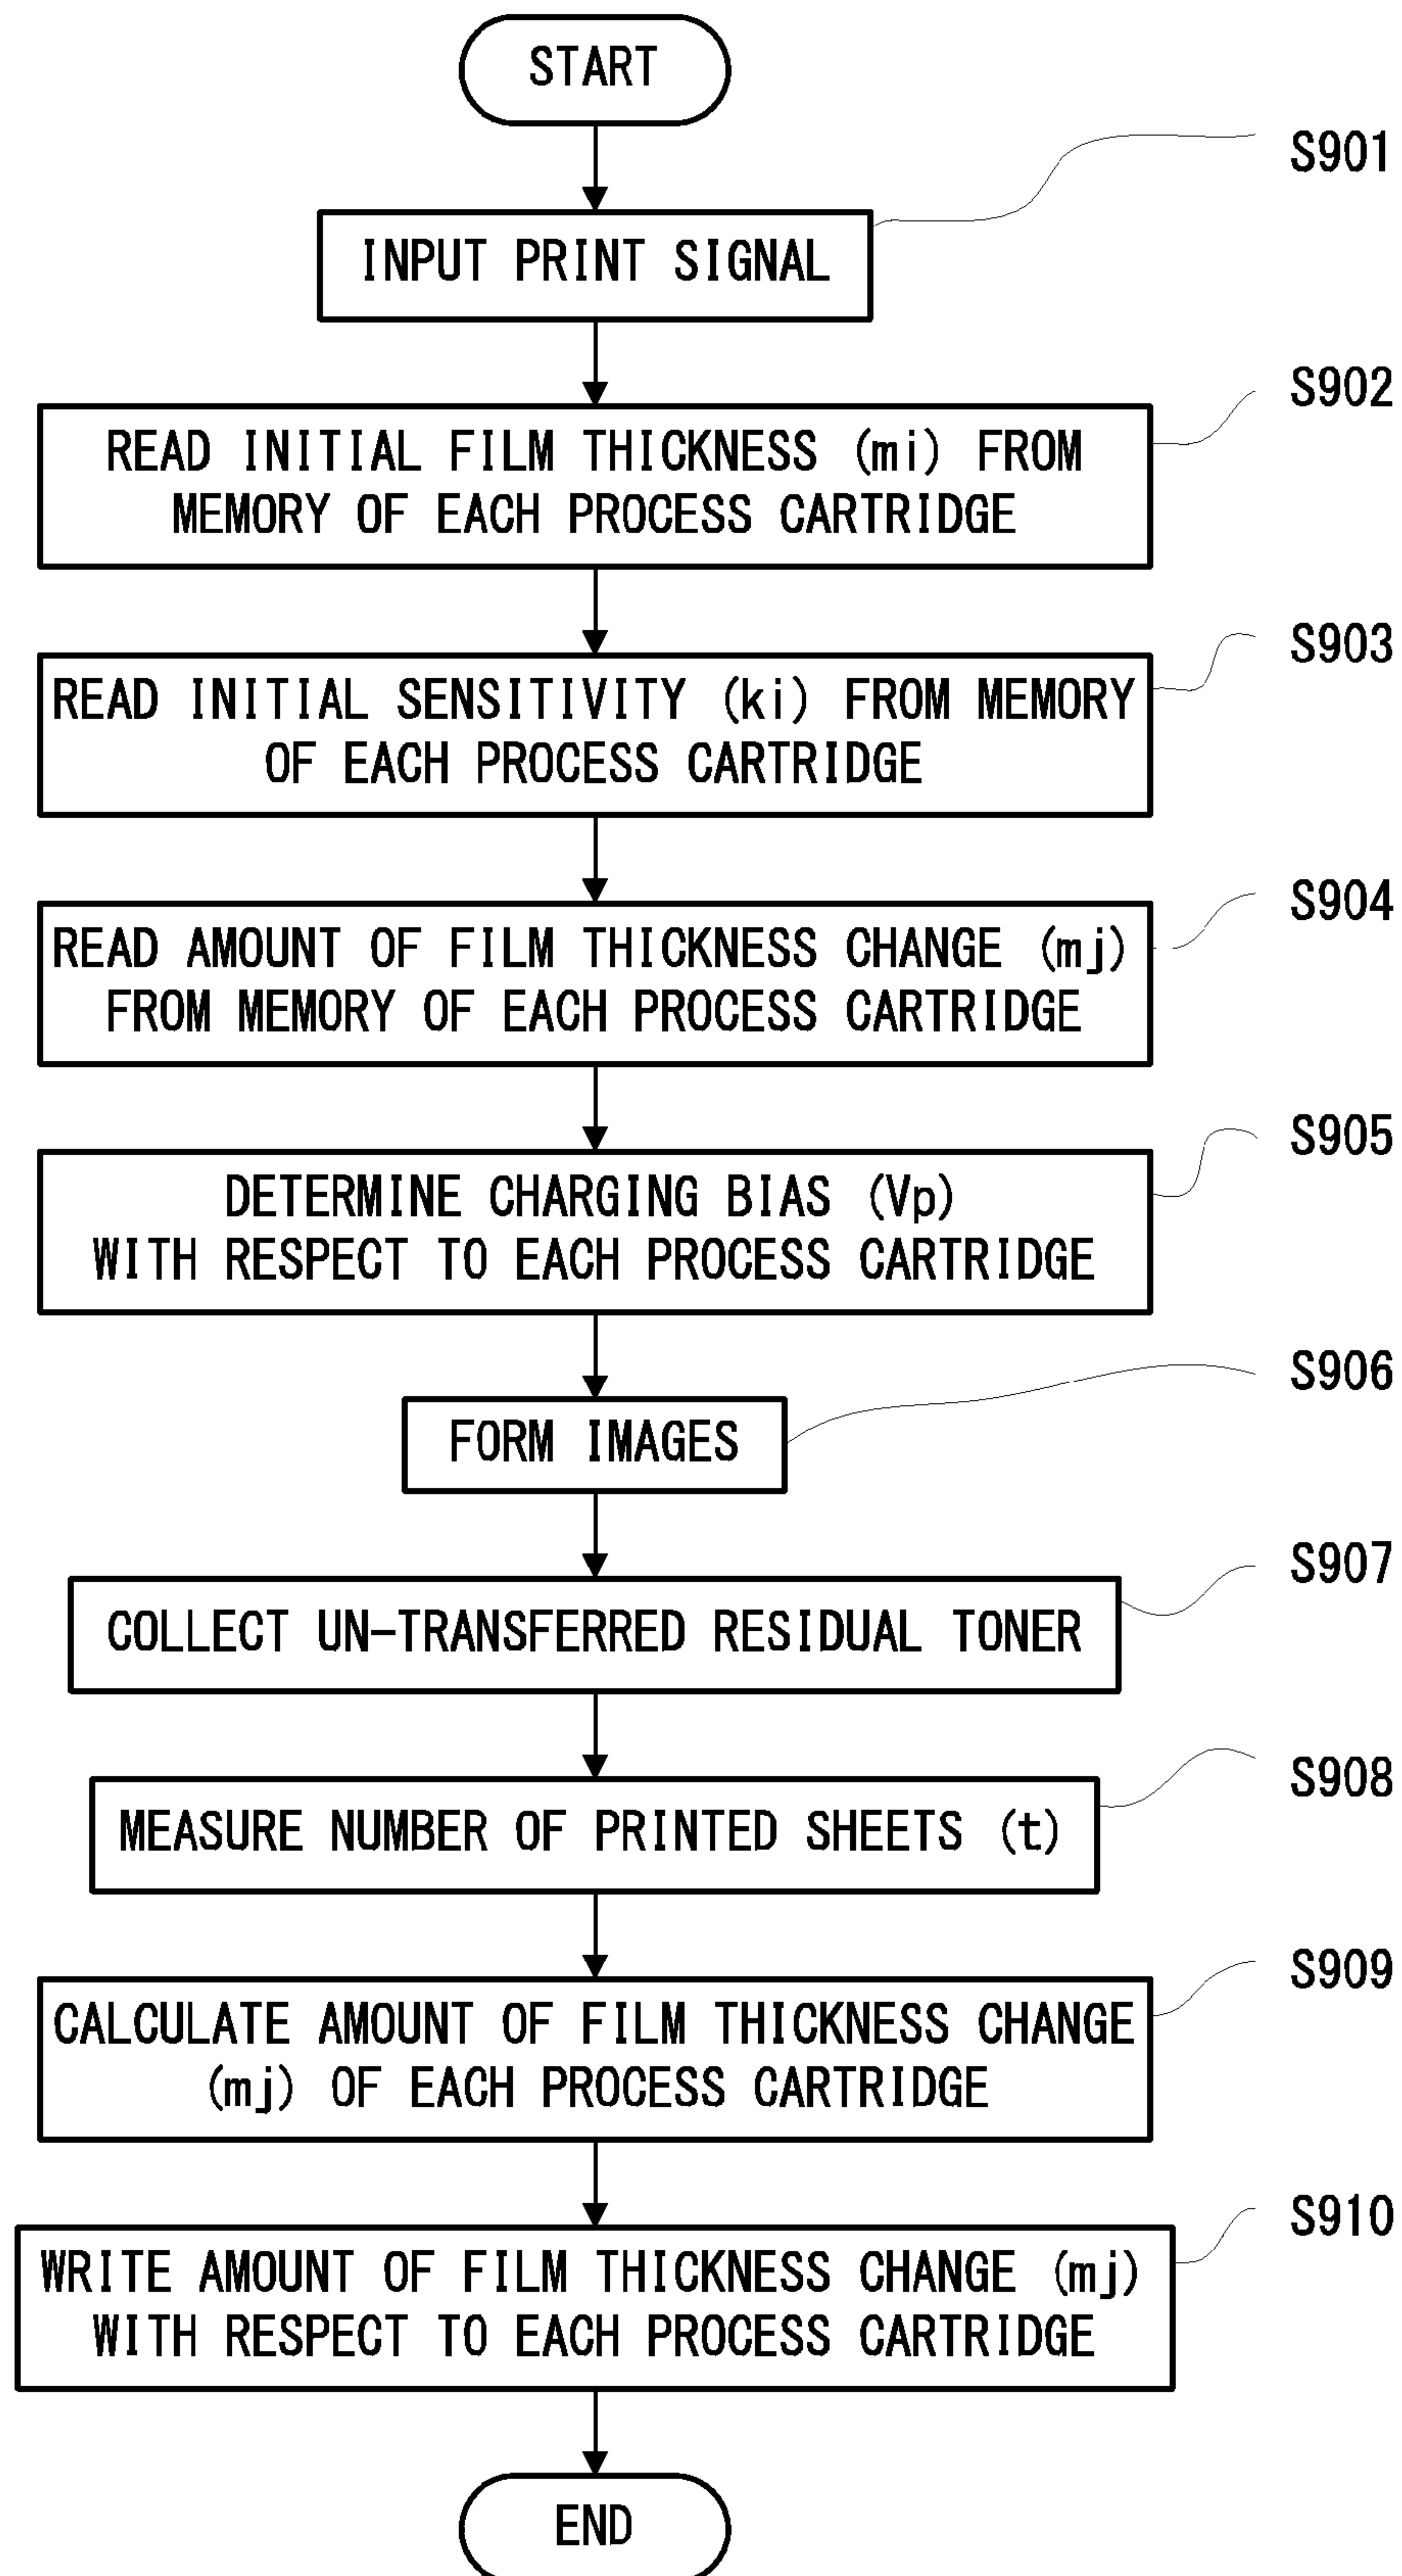 START
S901
INPUT PRINT SIGNAL
S902
READ INITIAL FILM THICKNESS (mi) FROM
MEMORY OF EACH PROCESS CARTRIDGE
S903
READ INITIAL SENSITIVITY (ki) FROM MEMORY
OF EACH PROCESS CARTRIDGE
S904
READ AMOUNT OF FILM THICKNESS CHANGE (mj)
FROM MEMORY OF EACH PROCESS CARTRIDGE
S905
DETERMINE CHARGING BIAS (Vp)
WITH RESPECT TO EACH PROCESS CARTRIDGE
S906
FORM IMAGES
S907
COLLECT UN-TRANSFERRED RESIDUAL TONER
S908
MEASURE NUMBER OF PRINTED SHEETS (t)
S909
CALCULATE AMOUNT OF FILM THICKNESS CHANGE
(mj) OF EACH PROCESS CARTRIDGE
S910
WRITE AMOUNT OF FILM THICKNESS CHANGE (mj)
WITH RESPECT TO EACH PROCESS CARTRIDGE
END